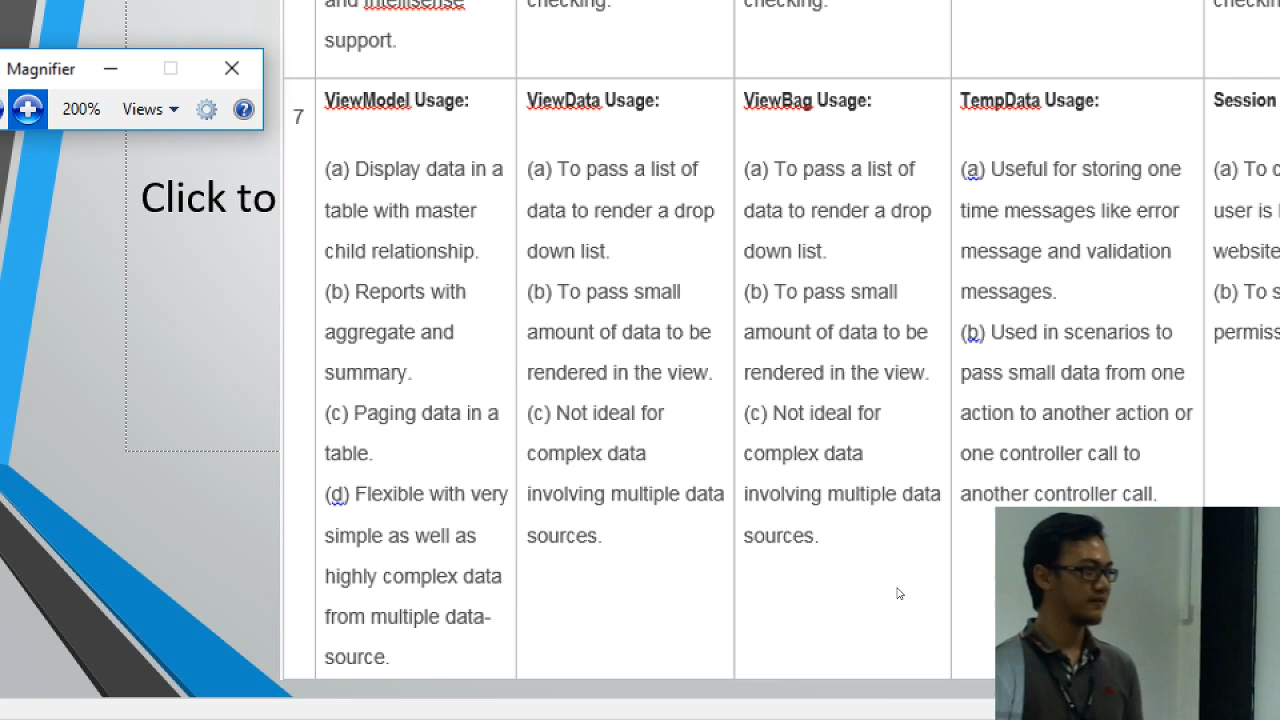 and Intellisense
checking.
checking.
support.
Magnifier
200%
Views
Click to
7
ViewModel Usage:
(a) Display data in a
table with master
child relationship.
(b) Reports with
aggregate and
summary.
(c) Paging data in a
table.
(d) Flexible with very
simple as well as
highly complex data
from multiple data-
source.
ViewData Usage:
(a) To pass a list of
data to render a drop
down list.
(b) To pass small
amount of data to be
rendered in the view.
(c) Not ideal for
complex data
involving multiple data
sources.
ViewBag Usage:
(a) To pass a list of
data to render a drop
down list.
(b) To pass small
amount of data to be
rendered in the view.
(c) Not ideal for
complex data
involving multiple data
sources.
TempData Usage:
(a) Useful for storing one
time messages like error
message and validation
messages.
(b) Used in scenarios to
pass small data from one
action to another action or
one controller call to
another controller call.
Session
(a) To
user is
website
(b) To